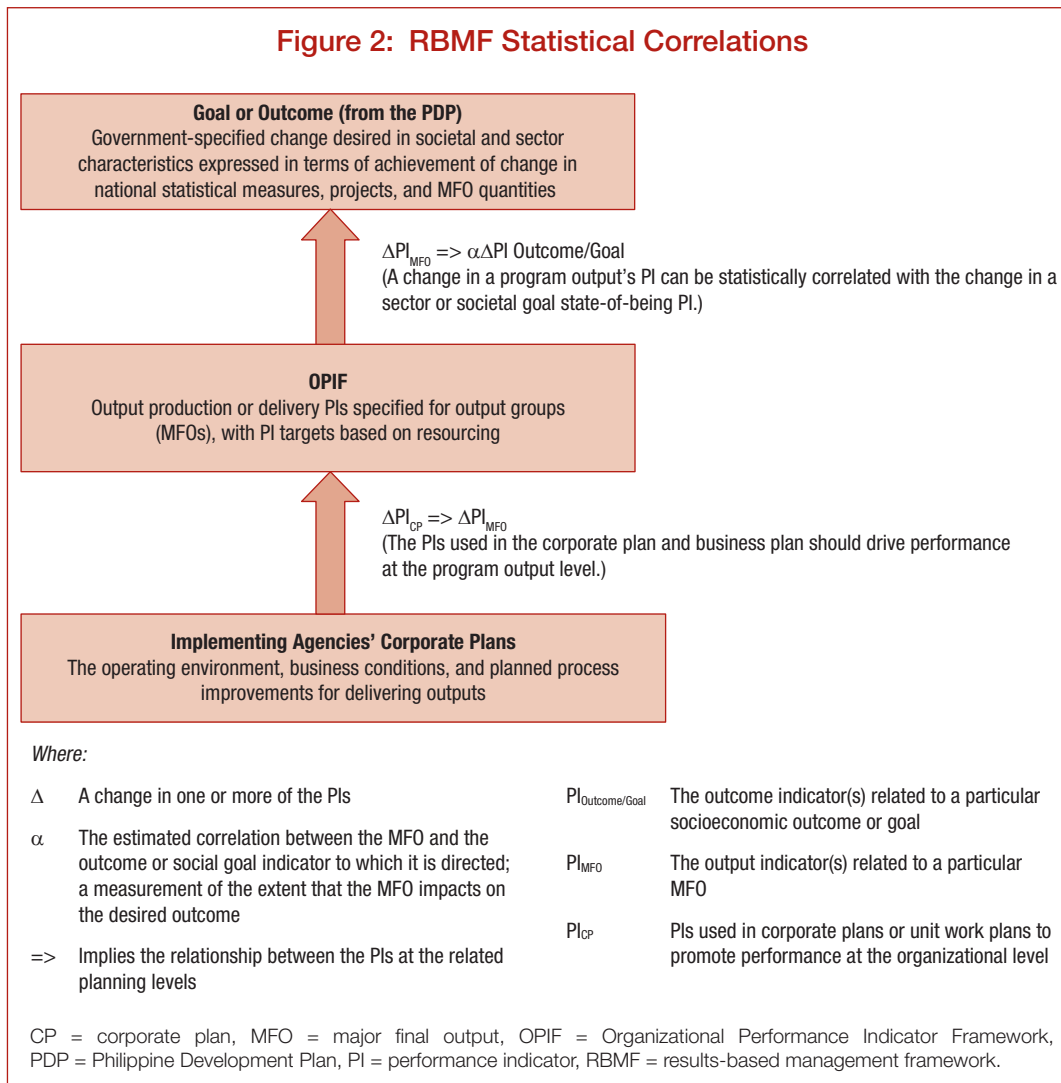 Figure 2: RBMF Statistical Correlations
Goal or Outcome (from the PDP)
Government-specified change desired in societal and sector
characteristics expressed in terms of achievement of change in
national statistical measures, projects, and MFO quantities
ΔPI_MFO => αΔPI Outcome/Goal
(A change in a program output's PI can be statistically correlated with the change in a
sector or societal goal state-of-being PI.)
OPIF
Output production or delivery PIs specified for output groups
(MFOs), with PI targets based on resourcing
ΔPI_CP => ΔPI_MFO
(The PIs used in the corporate plan and business plan should drive performance
at the program output level.)
Implementing Agencies' Corporate Plans
The operating environment, business conditions, and planned process
improvements for delivering outputs
Where:
Δ A change in one or more of the PIs
α The estimated correlation between the MFO and the
outcome or social goal indicator to which it is directed;
a measurement of the extent that the MFO impacts on
the desired outcome
=> Implies the relationship between the PIs at the related
planning levels
PI_Outcome/Goal The outcome indicator(s) related to a particular
socioeconomic outcome or goal
PI_MFO The output indicator(s) related to a particular
MFO
PI_CP PIs used in corporate plans or unit work plans to
promote performance at the organizational level
CP = corporate plan, MFO = major final output, OPIF = Organizational Performance Indicator Framework,
PDP = Philippine Development Plan, PI = performance indicator, RBMF = results-based management framework.